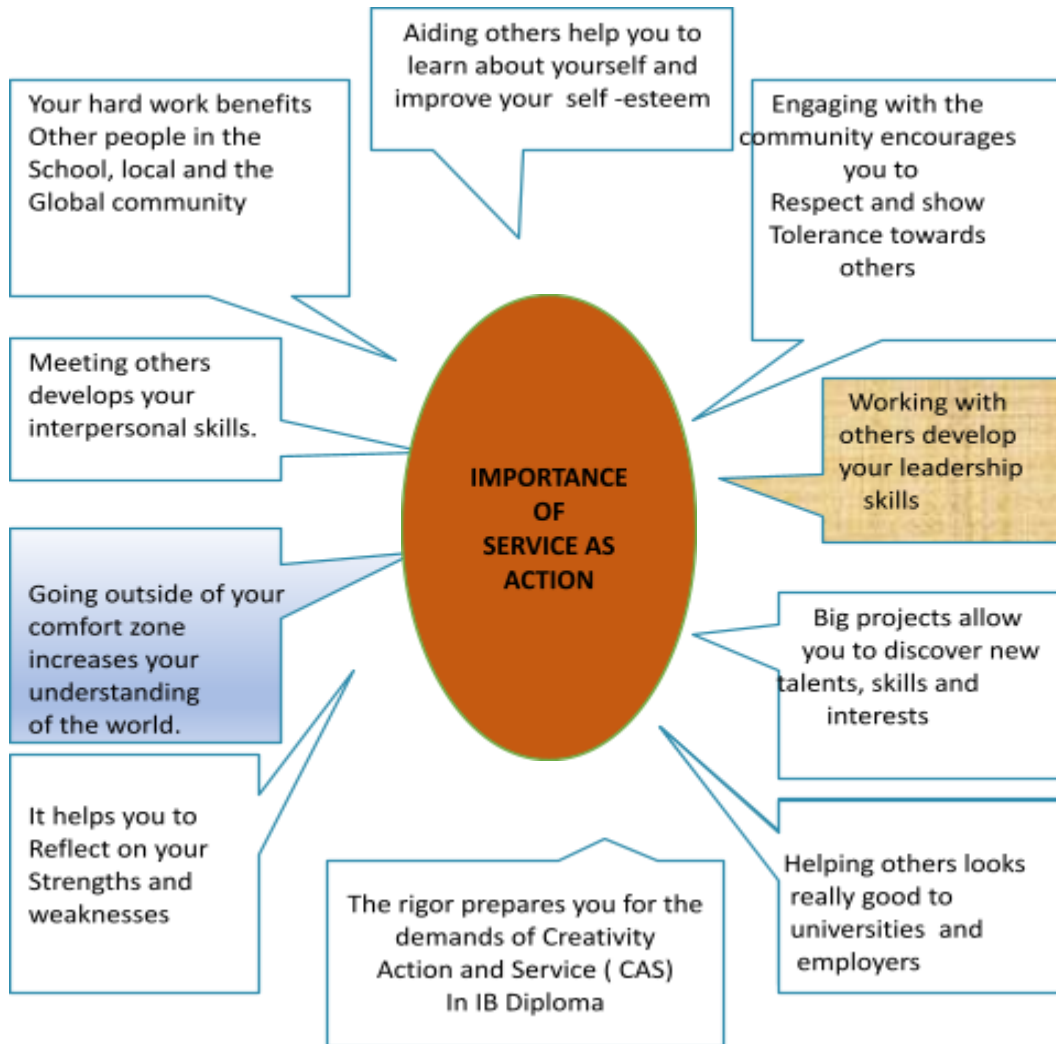 Aiding others help you to
learn about yourself and
improve your self -esteem
Your hard work benefits
Other people in the
School, local and the
Global community
Engaging with the
community encourages
you to
Respect and show
Tolerance towards
others
Meeting others
develops your
interpersonal skills.
Working with
others develop
your leadership
skills
IMPORTANCE
OF
SERVICE AS
ACTION
Going outside of your
comfort zone
increases your
understanding
of the world.
Big projects allow
you to discover new
talents, skills and
interests
It helps you to
Reflect on your
Strengths and
weaknesses
The rigor prepares you for the
demands of Creativity
Action and Service ( CAS)
In IB Diploma
Helping others looks
really good to
universities and
employers